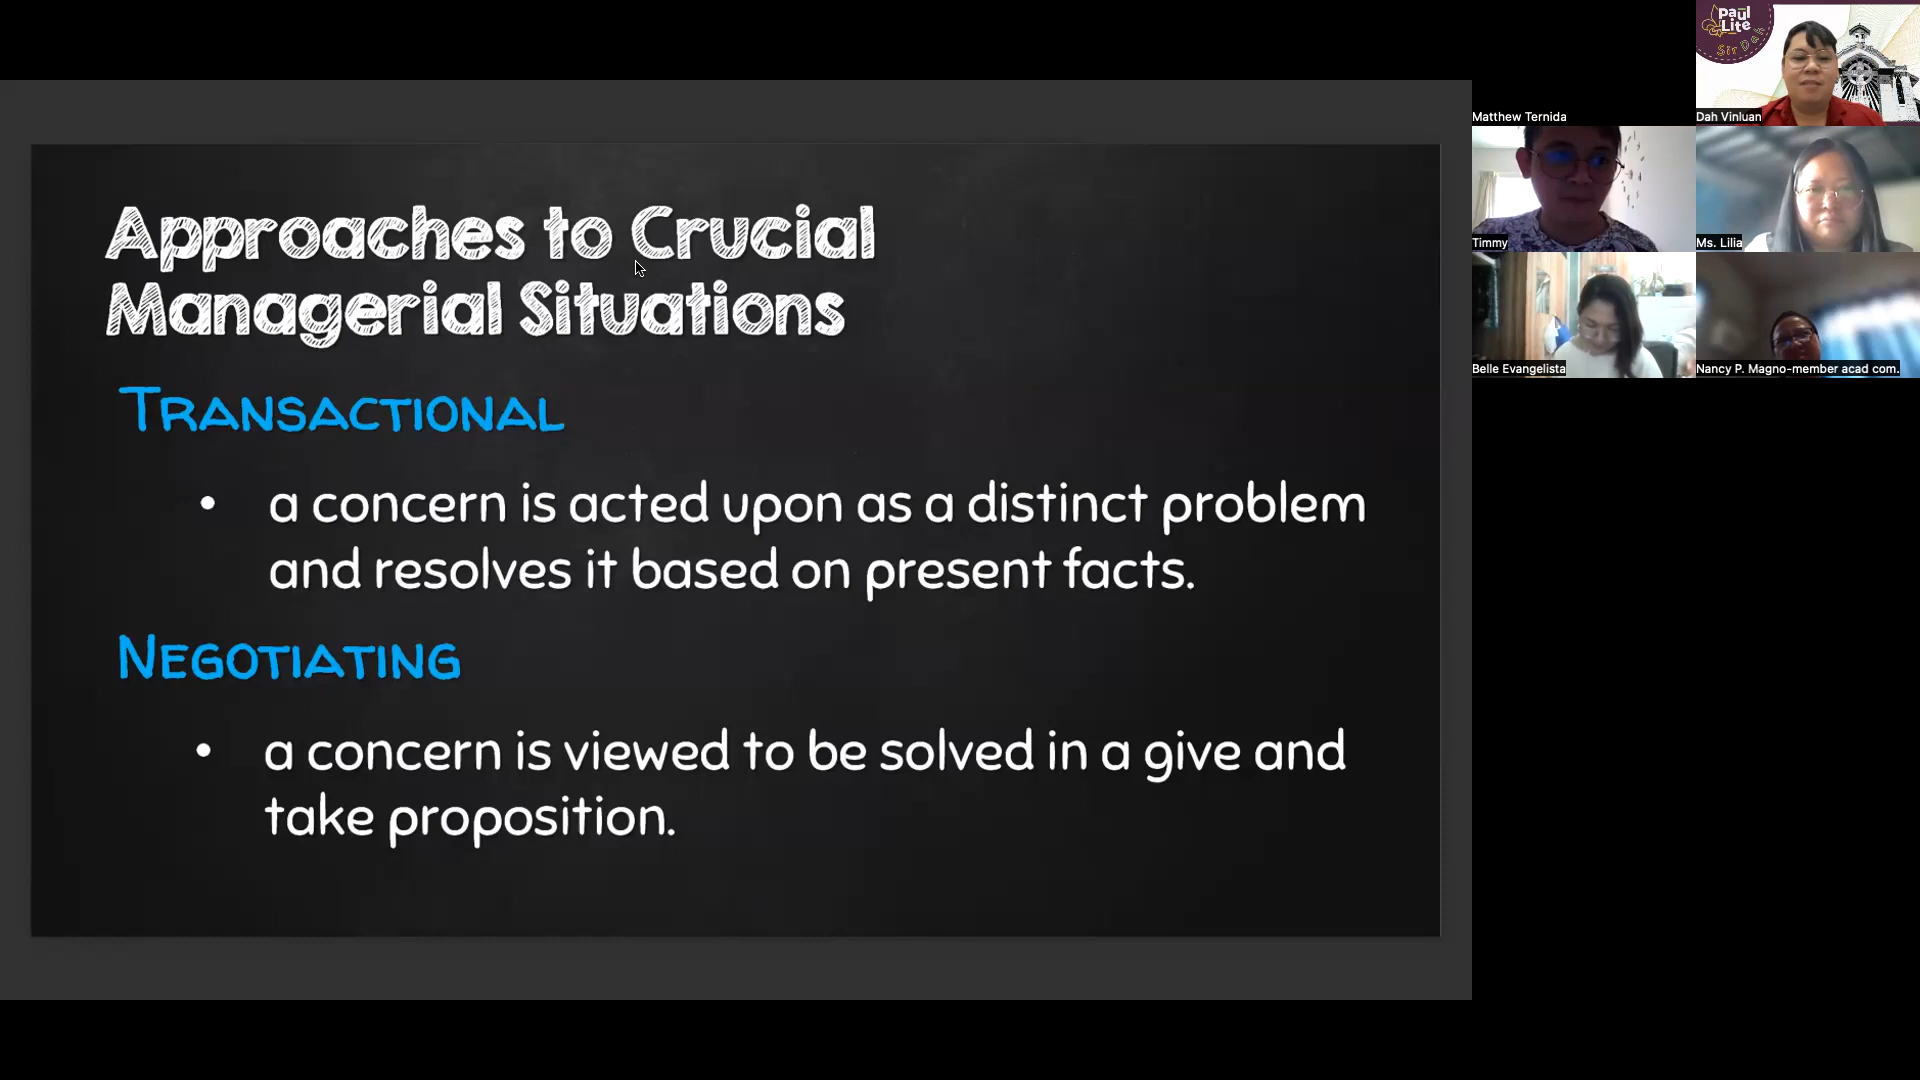 Approaches to Crucial
Managerial Situations
TRANSACTIONAL
• a concern is acted upon as a distinct problem
and resolves it based on present facts.
NEGOTIATING
• a concern is viewed to be solved in a give and
take proposition.
Matthew Ternida
Paul
Lite
Sir Dah
Dah Vinluan
Timmy
Ms. Lilia
Belle Evangelista
Nancy P. Magno-member acad com.